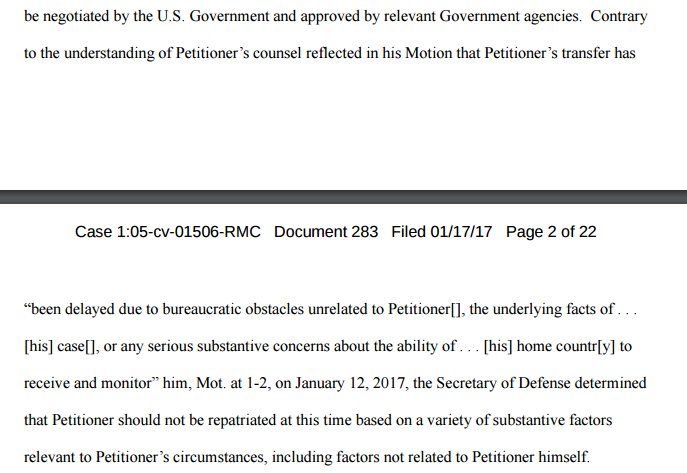 be negotiated by the U.S. Government and approved by relevant Government agencies.  Contrary
to the understanding of Petitioner’s counsel reflected in his Motion that Petitioner’s transfer has
Case 1:05-cv-01506-RMC   Document 283   Filed 01/17/17   Page 2 of 22
“been delayed due to bureaucratic obstacles unrelated to Petitioner[], the underlying facts of . . .
[his] case[], or any serious substantive concerns about the ability of . . . [his] home countr[y] to
receive and monitor” him, Mot. at 1-2, on January 12, 2017, the Secretary of Defense determined
that Petitioner should not be repatriated at this time based on a variety of substantive factors
relevant to Petitioner’s circumstances, including factors not related to Petitioner himself.